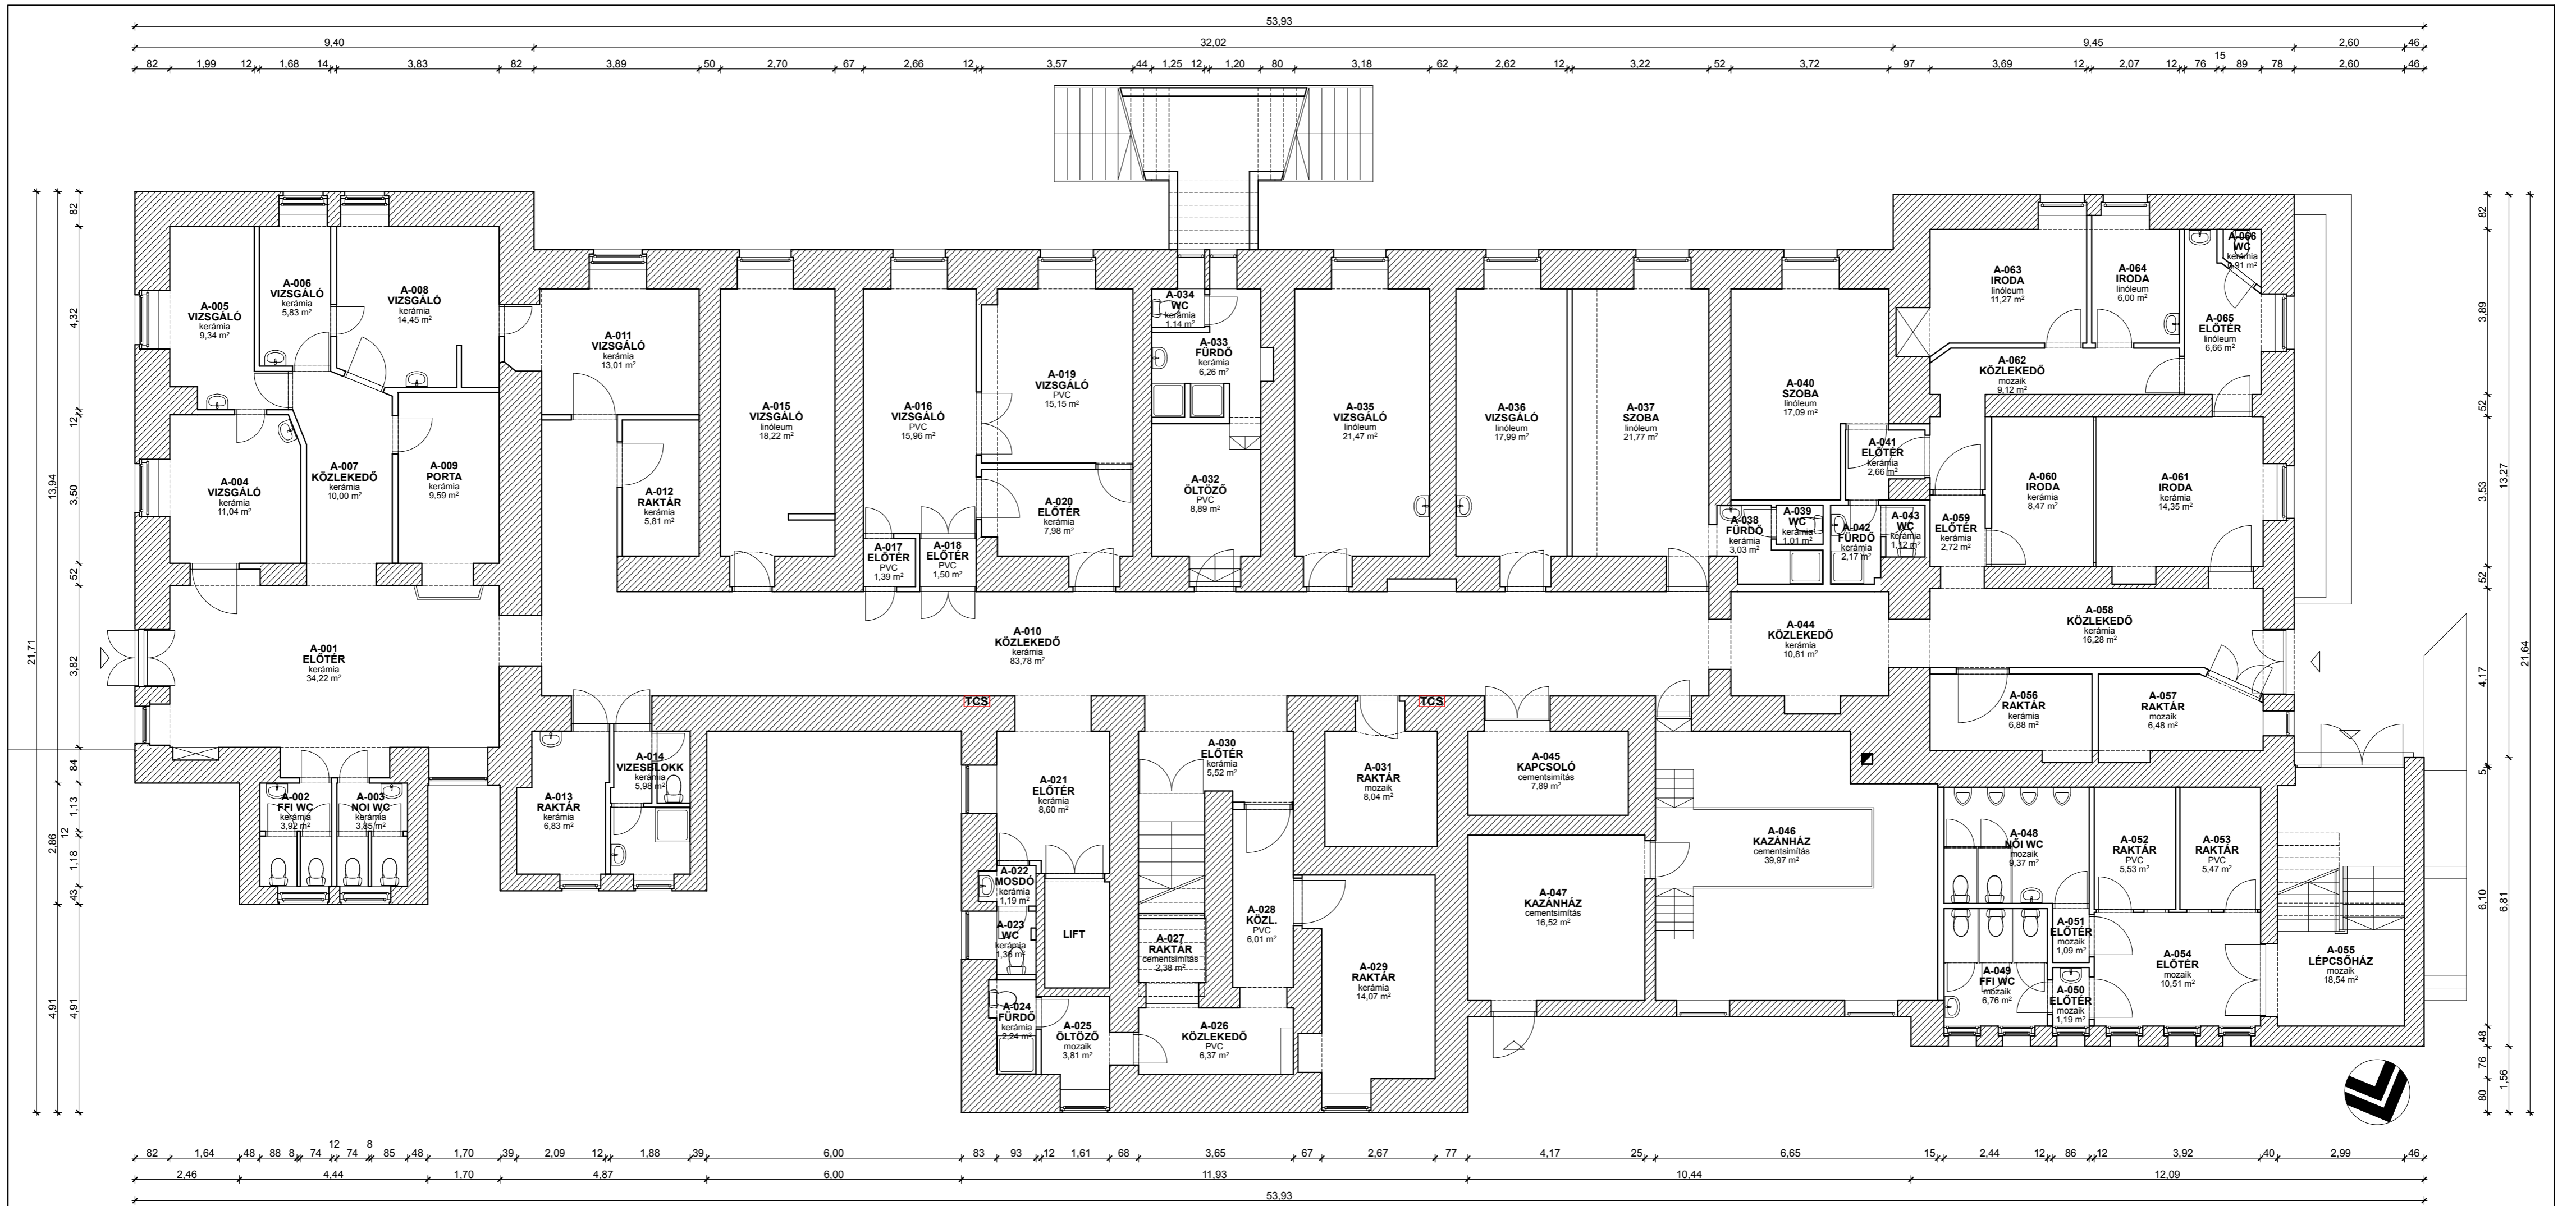 53,93
9,40 32,02 9,45 2,60 46
82 1,99 12 1,68 14 3,83 82 3,89 50 2,70 67 2,66 12 3,57 44 1,25 12 1,20 80 3,18 62 2,62 12 3,22 52 3,72 97 3,69 12 2,07 12 76 15 89 78 2,60 46
21,71
13,94
2,86
4,91
82
4,32
12
3,50
52
3,82
84
1,13
12
1,18
43
4,91
A-005
VIZSGÁLÓ
kerámia
9,34 m²
A-006
VIZSGÁLÓ
kerámia
5,83 m²
A-008
VIZSGÁLÓ
kerámia
14,45 m²
A-004
VIZSGÁLÓ
kerámia
11,04 m²
A-007
KÖZLEKEDŐ
kerámia
10,00 m²
A-009
PORTA
kerámia
9,59 m²
A-001
ELŐTÉR
kerámia
34,22 m²
A-002
FFI WC
kerámia
3,92 m²
A-003
NŐI WC
kerámia
3,85 m²
A-011
VIZSGÁLÓ
kerámia
13,01 m²
A-012
RAKTÁR
kerámia
5,81 m²
A-013
RAKTÁR
kerámia
6,83 m²
A-014
VIZESBLOKK
kerámia
5,98 m²
A-015
VIZSGÁLÓ
linóleum
18,22 m²
A-016
VIZSGÁLÓ
PVC
15,96 m²
A-017
ELŐTÉR
PVC
1,39 m²
A-018
ELŐTÉR
PVC
1,50 m²
A-019
VIZSGÁLÓ
PVC
15,15 m²
A-020
ELŐTÉR
kerámia
7,98 m²
A-034
WC
kerámia
1,14 m²
A-033
FÜRDŐ
kerámia
6,26 m²
A-032
ÖLTÖZŐ
PVC
8,89 m²
A-010
KÖZLEKEDŐ
kerámia
83,78 m²
TCS
TCS
A-035
VIZSGÁLÓ
linóleum
21,47 m²
A-036
VIZSGÁLÓ
linóleum
17,99 m²
A-037
SZOBA
linóleum
21,77 m²
A-040
SZOBA
linóleum
17,09 m²
A-041
ELŐTÉR
kerámia
2,66 m²
A-038
FÜRDŐ
kerámia
3,03 m²
A-039
WC
kerámia
1,01 m²
A-042
FÜRDŐ
kerámia
2,17 m²
A-043
WC
kerámia
1,12 m²
A-044
KÖZLEKEDŐ
kerámia
10,81 m²
A-021
ELŐTÉR
kerámia
8,60 m²
A-022
MOSDÓ
kerámia
1,19 m²
A-023
WC
kerámia
1,36 m²
A-024
FÜRDŐ
kerámia
2,24 m²
A-025
ÖLTÖZŐ
mozaik
3,81 m²
LIFT
A-030
ELŐTÉR
kerámia
5,52 m²
A-027
RAKTÁR
cementsimítás
2,38 m²
A-028
KÖZL.
PVC
6,01 m²
A-026
KÖZLEKEDŐ
PVC
6,37 m²
A-031
RAKTÁR
mozaik
8,04 m²
A-029
RAKTÁR
kerámia
14,07 m²
A-045
KAPCSOLÓ
cementsimítás
7,89 m²
A-046
KAZÁNHÁZ
cementsimítás
39,97 m²
A-047
KAZÁNHÁZ
cementsimítás
16,52 m²
A-063
IRODA
linóleum
11,27 m²
A-064
IRODA
linóleum
6,00 m²
A-066
WC
kerámia
A-065
ELŐTÉR
linóleum
6,66 m²
A-062
KÖZLEKEDŐ
mozaik
9,12 m²
A-060
IRODA
kerámia
8,47 m²
A-061
IRODA
kerámia
14,35 m²
A-059
ELŐTÉR
kerámia
2,72 m²
A-058
KÖZLEKEDŐ
kerámia
16,28 m²
A-056
RAKTÁR
kerámia
6,88 m²
A-057
RAKTÁR
mozaik
6,48 m²
A-048
NŐI WC
mozaik
9,37 m²
A-052
RAKTÁR
PVC
5,53 m²
A-053
RAKTÁR
PVC
5,47 m²
A-049
FFI WC
mozaik
6,76 m²
A-051
ELŐTÉR
mozaik
1,09 m²
A-050
ELŐTÉR
mozaik
1,19 m²
A-054
ELŐTÉR
mozaik
10,51 m²
A-055
LÉPCSŐHÁZ
mozaik
18,54 m²
82
3,89
52
3,53
52
4,17
5
6,10
48
76
80
13,27
6,81
1,56
21,64
82 1,64 48 88 8 74 12 74 8 85 48 1,70 39 2,09 12 1,88 39 6,00 83 93 12 1,61 68 3,65 67 2,67 77 4,17 25 6,65 15 2,44 12 86 12 3,92 40 2,99 46
2,46 4,44 1,70 4,87 6,00 11,93 10,44 12,09
53,93